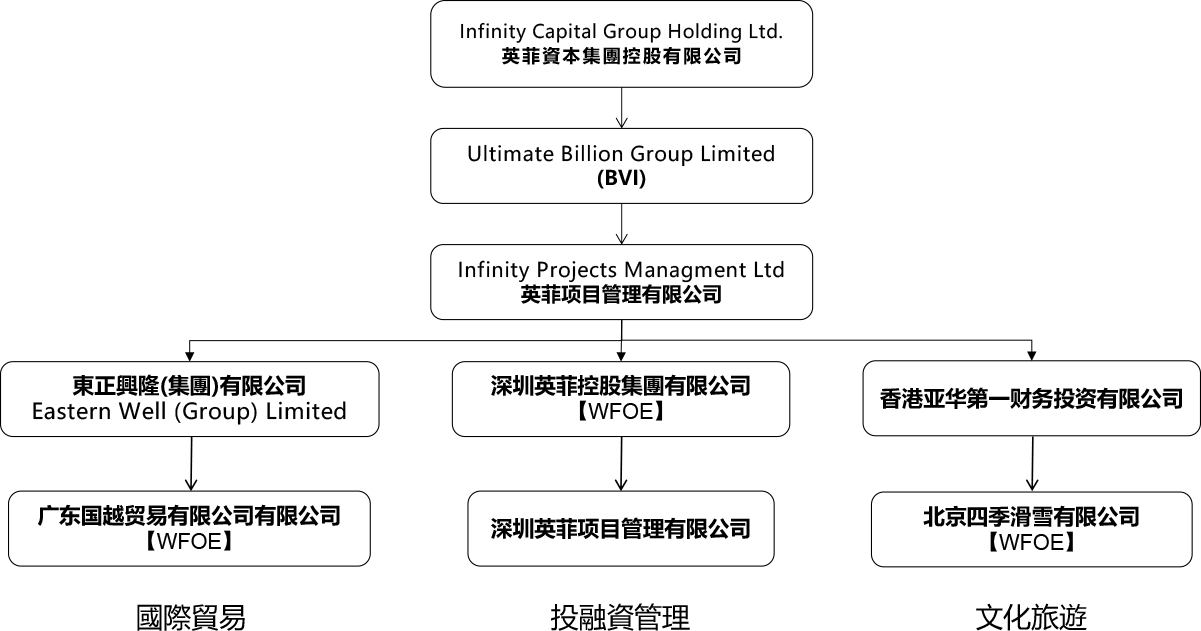 Infinity Capital Group Holding Ltd.
英菲資本集團控股有限公司
Ultimate Billion Group Limited
(BVI)
Infinity Projects Managment Ltd
英菲项目管理有限公司
東正興隆(集團)有限公司
Eastern Well (Group) Limited
深圳英菲控股集團有限公司
【WFOE】
香港亚华第一财务投资有限公司
广东国越贸易有限公司有限公司
【WFOE】
深圳英菲项目管理有限公司
北京四季滑雪有限公司
【WFOE】
國際貿易
投融資管理
文化旅遊